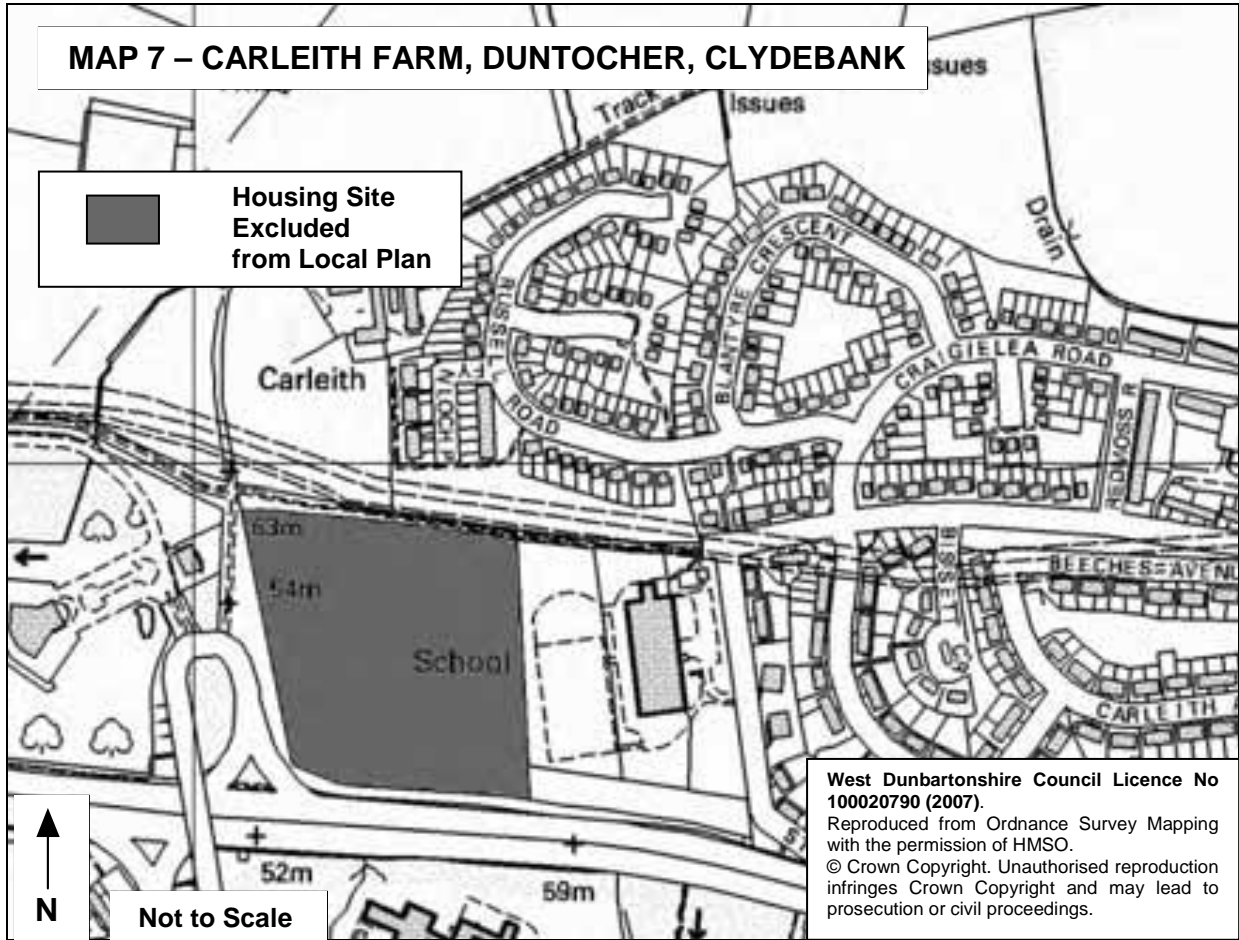 MAP 7 – CARLEITH FARM, DUNTOCHER, CLYDEBANK
Issues
Track
Housing Site
Excluded
from Local Plan
Drain
RUSSELL
ROAD
BLANTYRE CRESCENT
CRAIGIELEA ROAD
Carleith
63m
54m
School
BISSET
BEECHES AVENU
CARLEITH A
52m
59m
N
Not to Scale
West Dunbartonshire Council Licence No
100020790 (2007).
Reproduced from Ordnance Survey Mapping
with the permission of HMSO.
© Crown Copyright. Unauthorised reproduction
infringes Crown Copyright and may lead to
prosecution or civil proceedings.